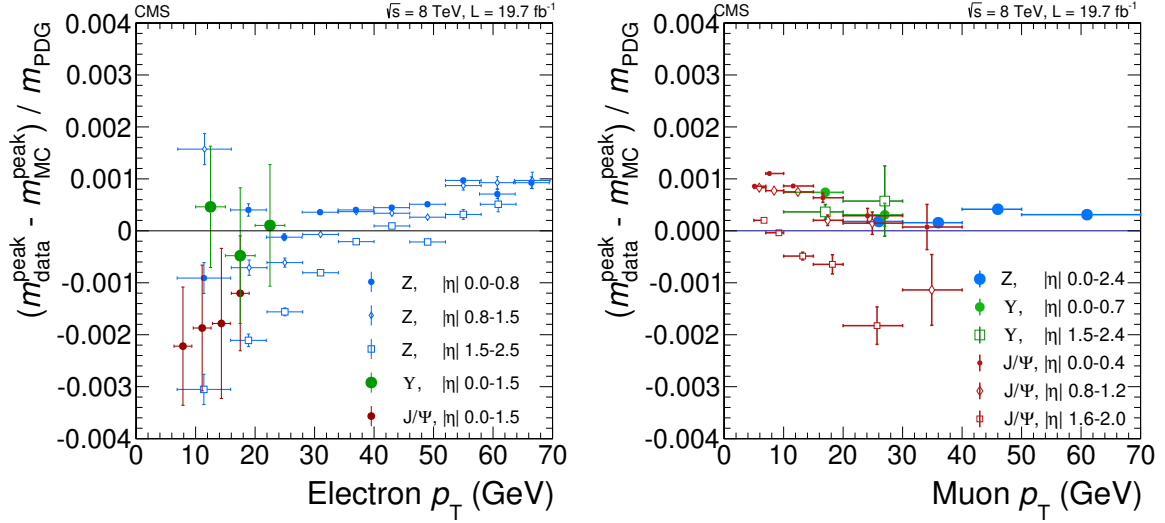 CMS
√s = 8 TeV, L = 19.7 fb⁻¹
(m^peak_data - m^peak_MC) / m_PDG
0.004
0.003
0.002
0.001
0
-0.001
-0.002
-0.003
-0.004
Z, |η| 0.0-0.8
Z, |η| 0.8-1.5
Z, |η| 1.5-2.5
ϒ, |η| 0.0-1.5
J/Ψ, |η| 0.0-1.5
0 10 20 30 40 50 60 70
Electron p_T (GeV)
CMS
√s = 8 TeV, L = 19.7 fb⁻¹
(m^peak_data - m^peak_MC) / m_PDG
0.004
0.003
0.002
0.001
0
-0.001
-0.002
-0.003
-0.004
Z, |η| 0.0-2.4
ϒ, |η| 0.0-0.7
ϒ, |η| 1.5-2.4
J/Ψ, |η| 0.0-0.4
J/Ψ, |η| 0.8-1.2
J/Ψ, |η| 1.6-2.0
0 10 20 30 40 50 60 70
Muon p_T (GeV)